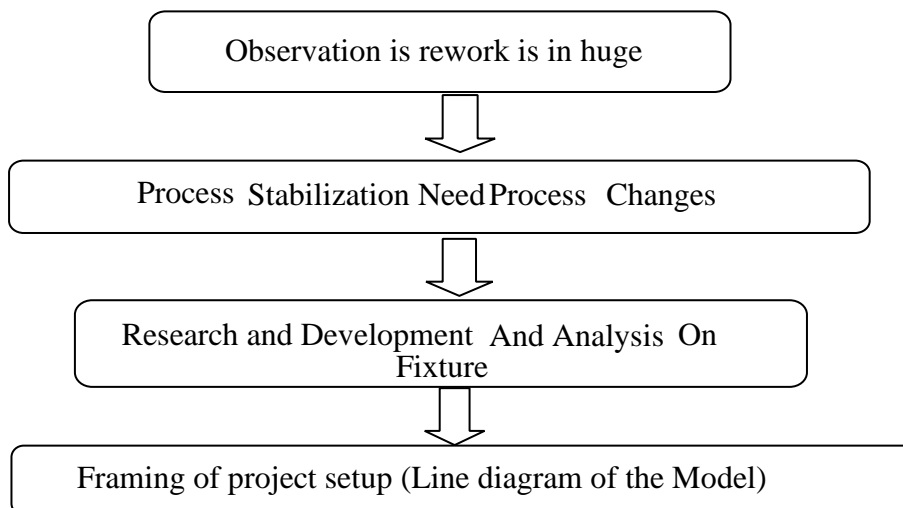 Observation is rework is in huge
Process Stabilization Need Process Changes
Research and Development And Analysis On
Fixture
Framing of project setup (Line diagram of the Model)